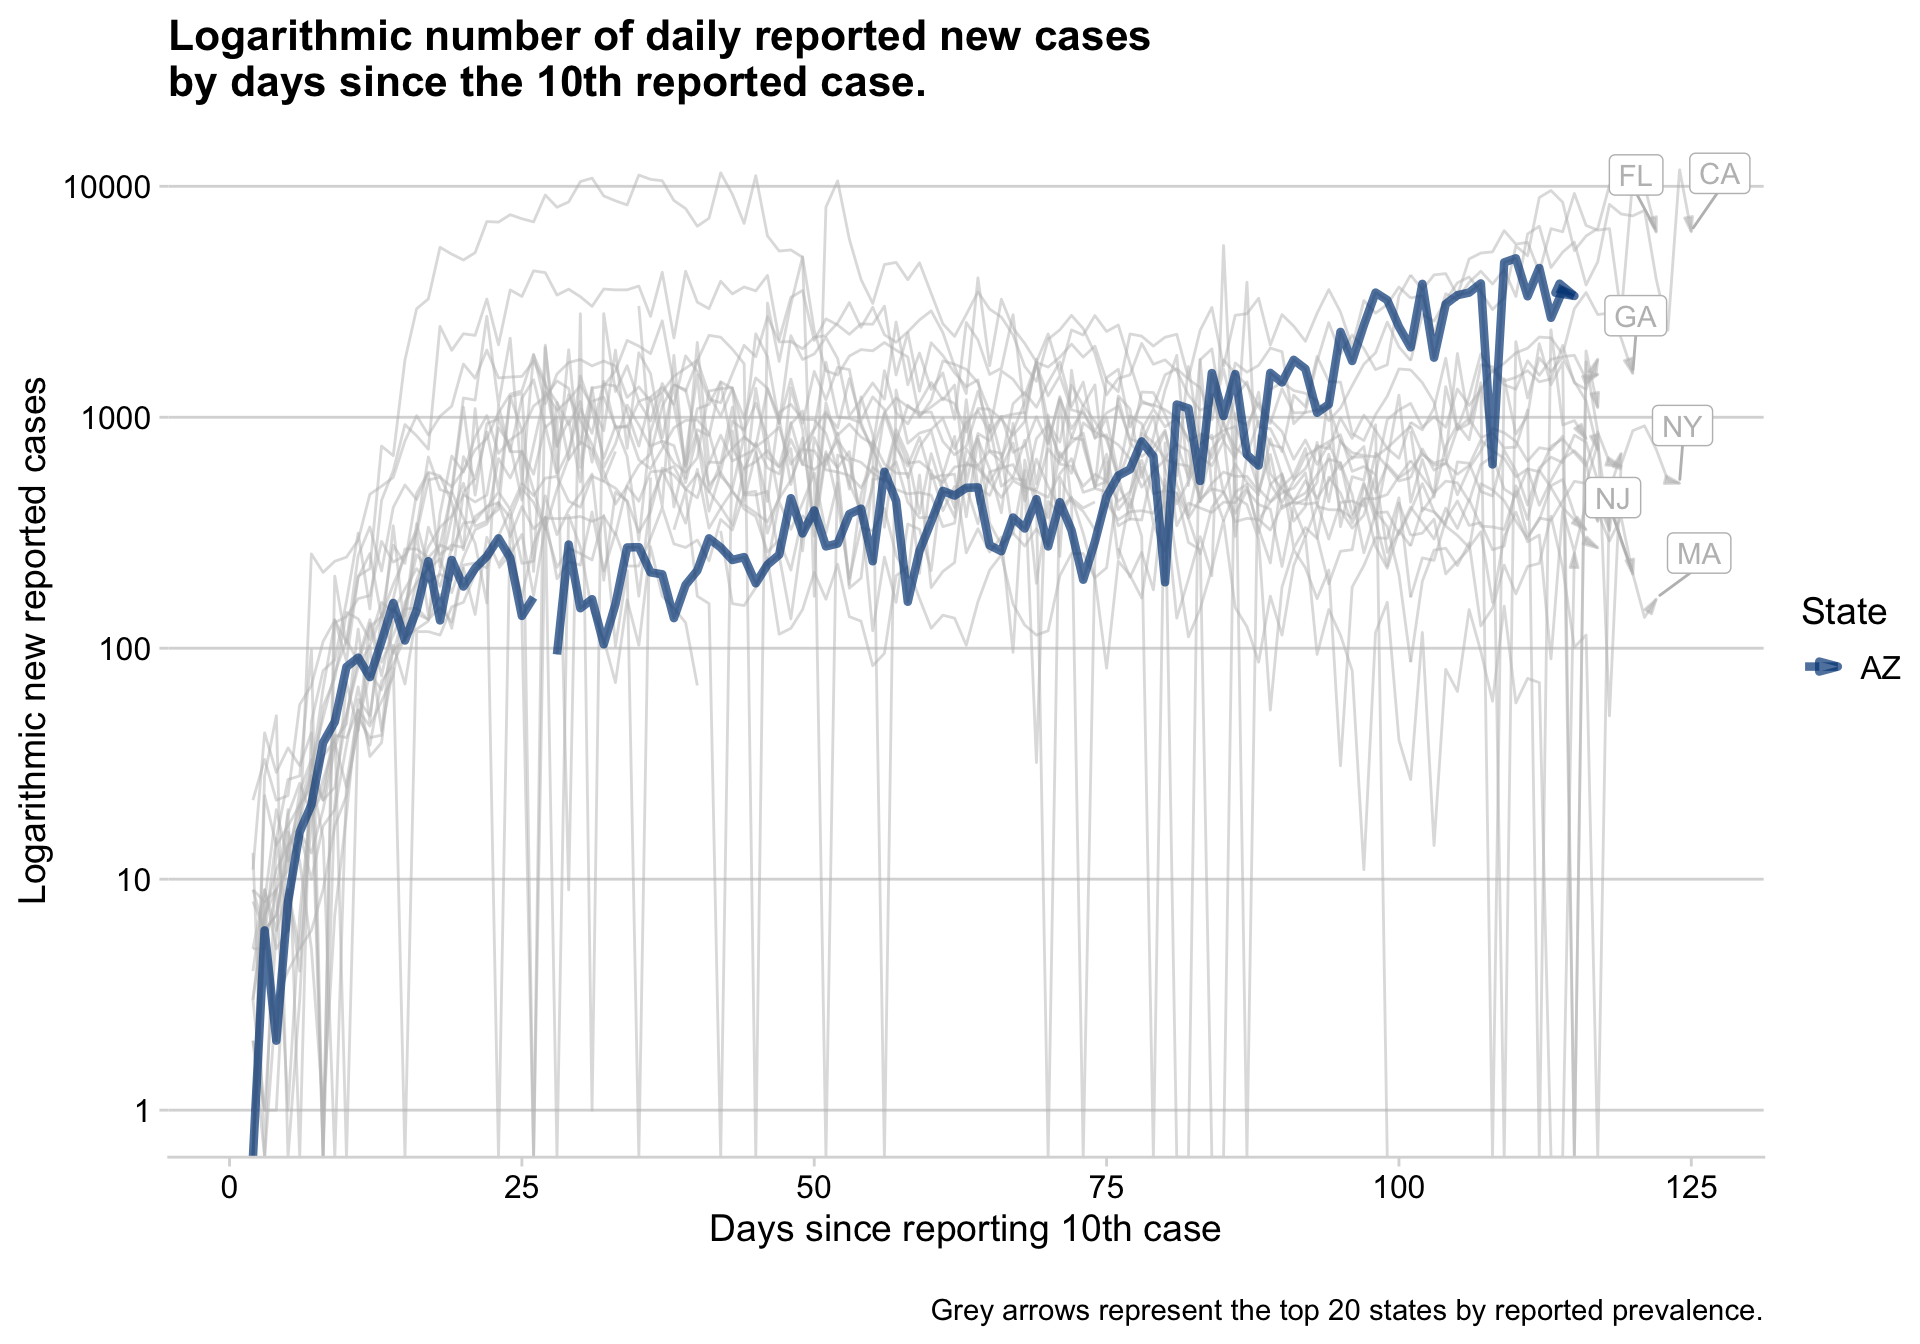 Logarithmic number of daily reported new cases
by days since the 10th reported case.
Logarithmic new reported cases
10000
1000
100
10
1
FL
CA
GA
NY
NJ
MA
State
AZ
0
25
50
75
100
125
Days since reporting 10th case
Grey arrows represent the top 20 states by reported prevalence.